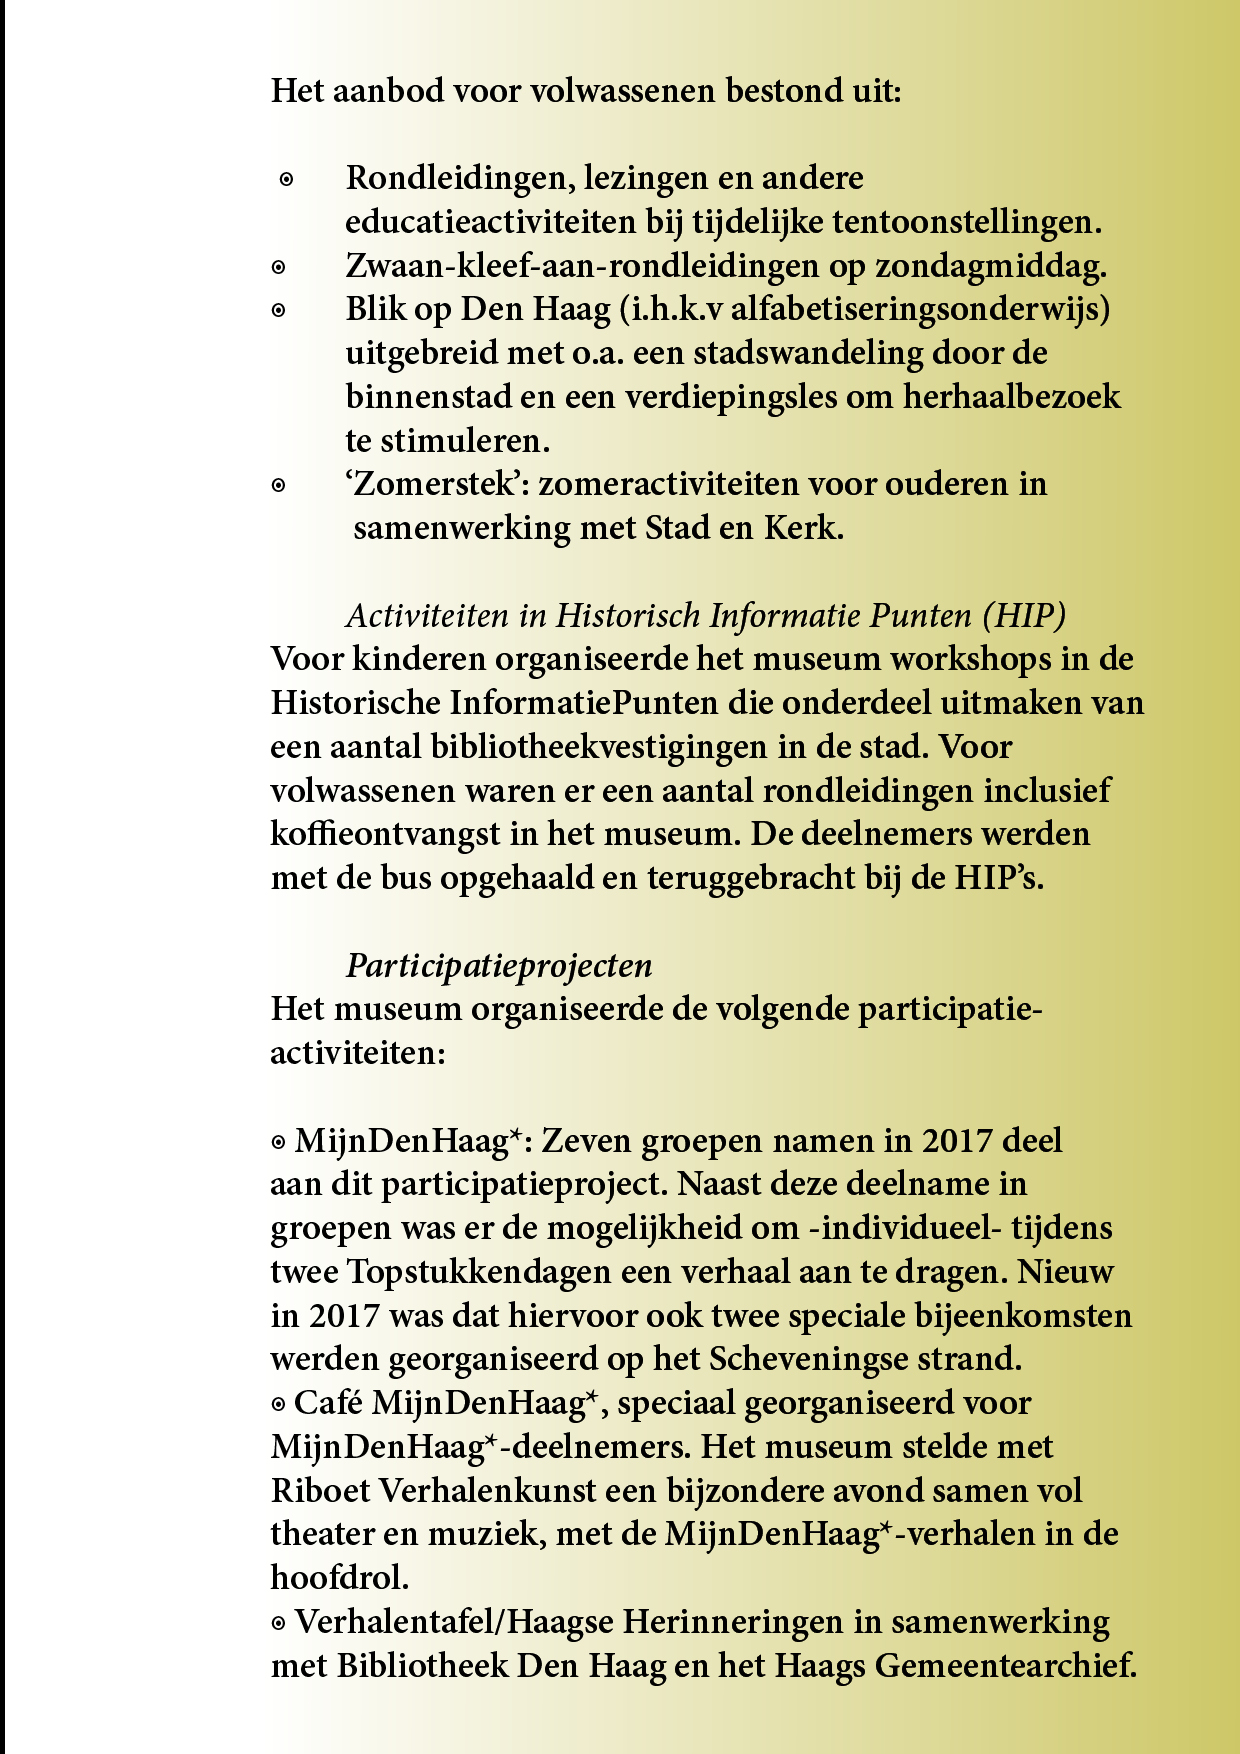 Het aanbod voor volwassenen bestond uit:
⊙ Rondleidingen, lezingen en andere
educatieactiviteiten bij tijdelijke tentoonstellingen.
⊙ Zwaan-kleef-aan-rondleidingen op zondagmiddag.
⊙ Blik op Den Haag (i.h.k.v alfabetiseringsonderwijs)
uitgebreid met o.a. een stadswandeling door de
binnenstad en een verdiepingsles om herhaalbezoek
te stimuleren.
⊙ ‘Zomerstek’: zomeractiviteiten voor ouderen in
samenwerking met Stad en Kerk.
Activiteiten in Historisch Informatie Punten (HIP)
Voor kinderen organiseerde het museum workshops in de
Historische InformatiePunten die onderdeel uitmaken van
een aantal bibliotheekvestigingen in de stad. Voor
volwassenen waren er een aantal rondleidingen inclusief
koffieontvangst in het museum. De deelnemers werden
met de bus opgehaald en teruggebracht bij de HIP’s.
Participatieprojecten
Het museum organiseerde de volgende participatie-
activiteiten:
⊙ MijnDenHaag*: Zeven groepen namen in 2017 deel
aan dit participatieproject. Naast deze deelname in
groepen was er de mogelijkheid om -individueel- tijdens
twee Topstukkendagen een verhaal aan te dragen. Nieuw
in 2017 was dat hiervoor ook twee speciale bijeenkomsten
werden georganiseerd op het Scheveningse strand.
⊙ Café MijnDenHaag*, speciaal georganiseerd voor
MijnDenHaag*-deelnemers. Het museum stelde met
Riboet Verhalenkunst een bijzondere avond samen vol
theater en muziek, met de MijnDenHaag*-verhalen in de
hoofdrol.
⊙ Verhalentafel/Haagse Herinneringen in samenwerking
met Bibliotheek Den Haag en het Haags Gemeentearchief.